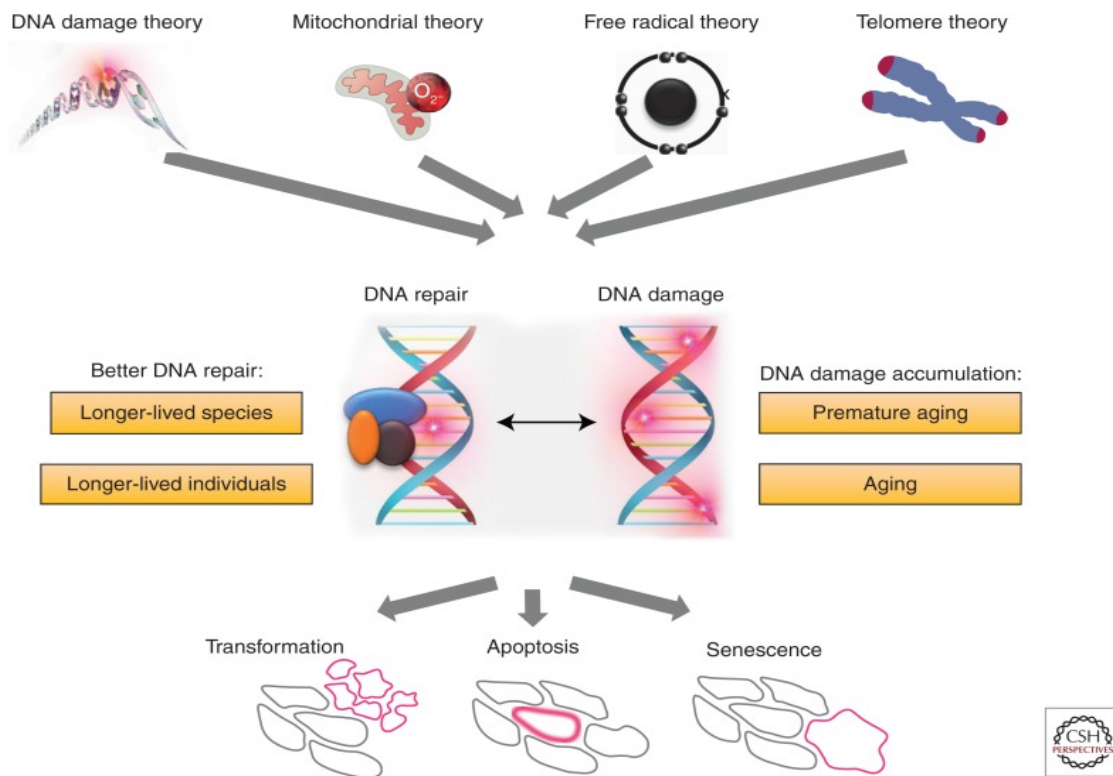 DNA damage theory
Mitochondrial theory
Free radical theory
Telomere theory
O2–
x
DNA repair
DNA damage
Better DNA repair:
Longer-lived species
Longer-lived individuals
DNA damage accumulation:
Premature aging
Aging
Transformation
Apoptosis
Senescence
CSH
PERSPECTIVES